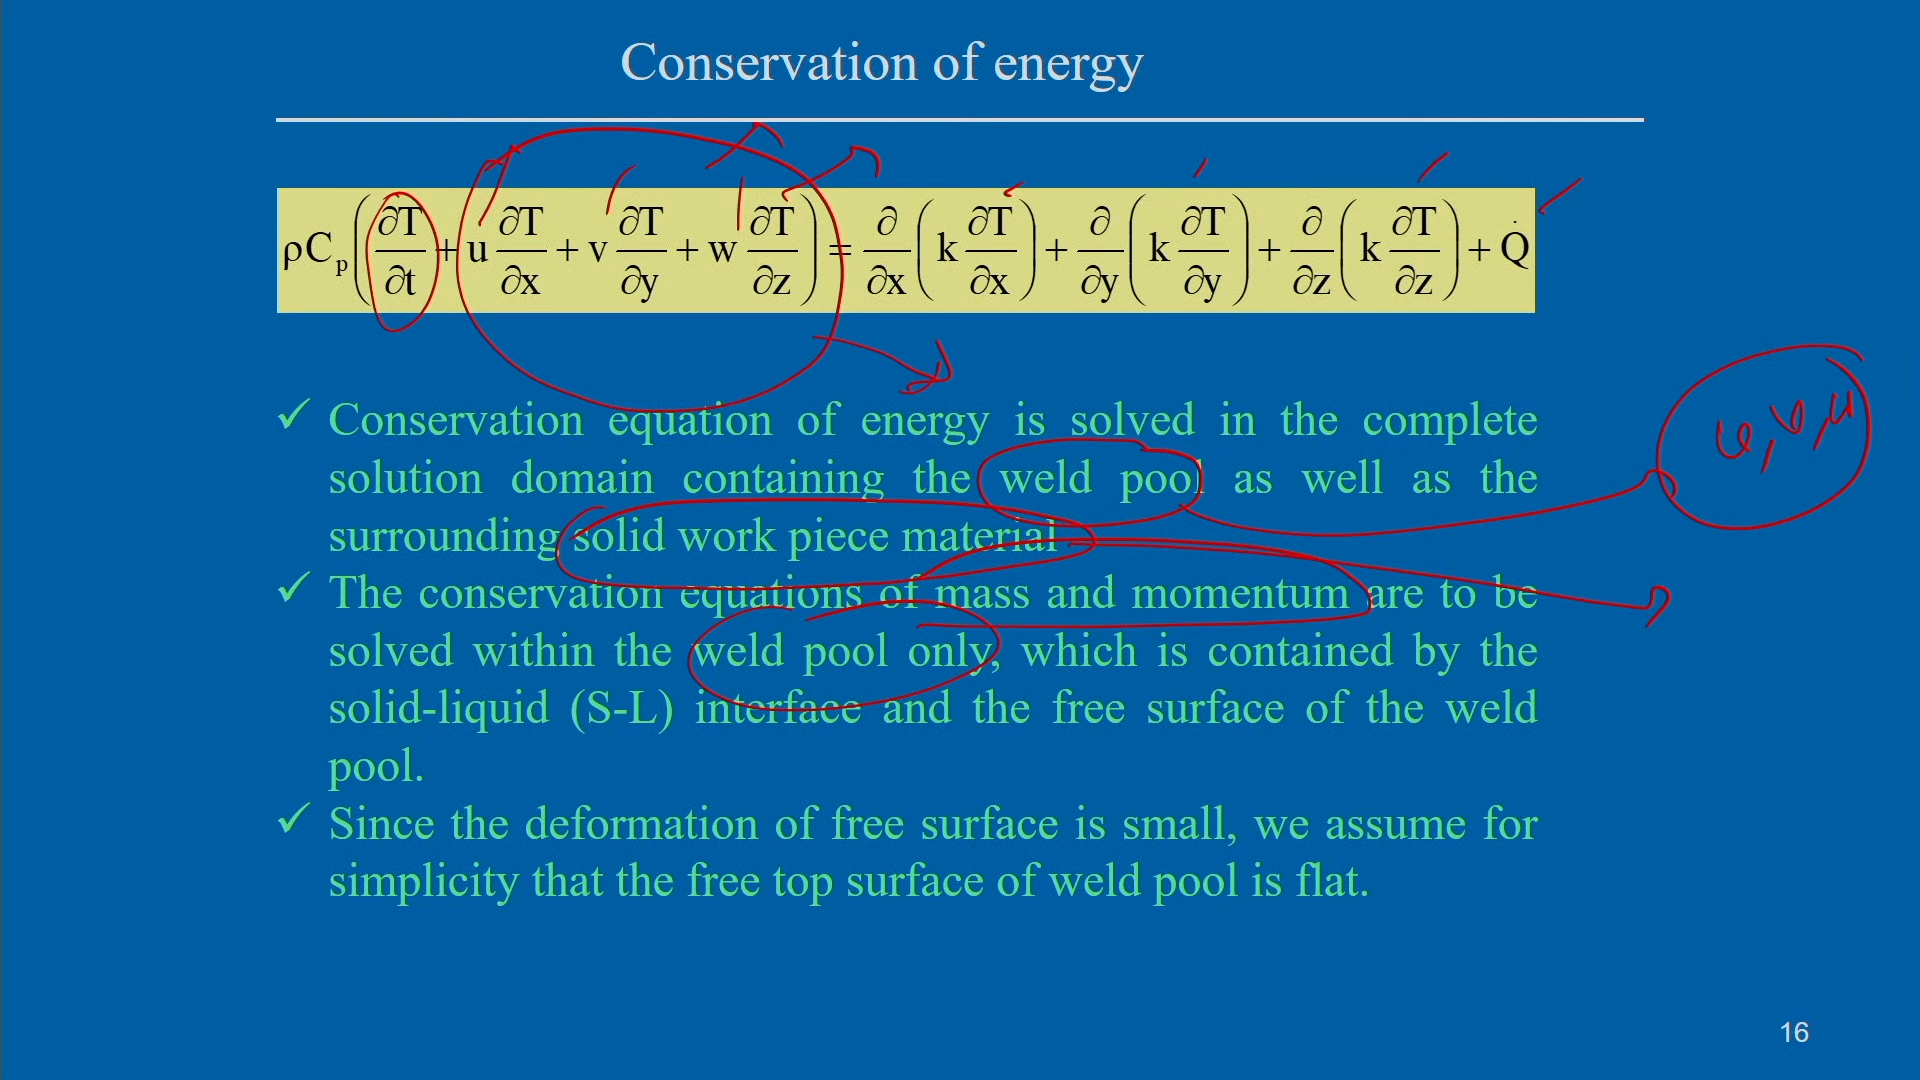 Conservation of energy
ρCp(∂T/∂t + u ∂T/∂x + v ∂T/∂y + w ∂T/∂z) = ∂/∂x(k ∂T/∂x) + ∂/∂y(k ∂T/∂y) + ∂/∂z(k ∂T/∂z) + Q̇
✓ Conservation equation of energy is solved in the complete
solution domain containing the weld pool as well as the
surrounding solid work piece material
✓ The conservation equations of mass and momentum are to be
solved within the weld pool only, which is contained by the
solid-liquid (S-L) interface and the free surface of the weld
pool.
✓ Since the deformation of free surface is small, we assume for
simplicity that the free top surface of weld pool is flat.
16